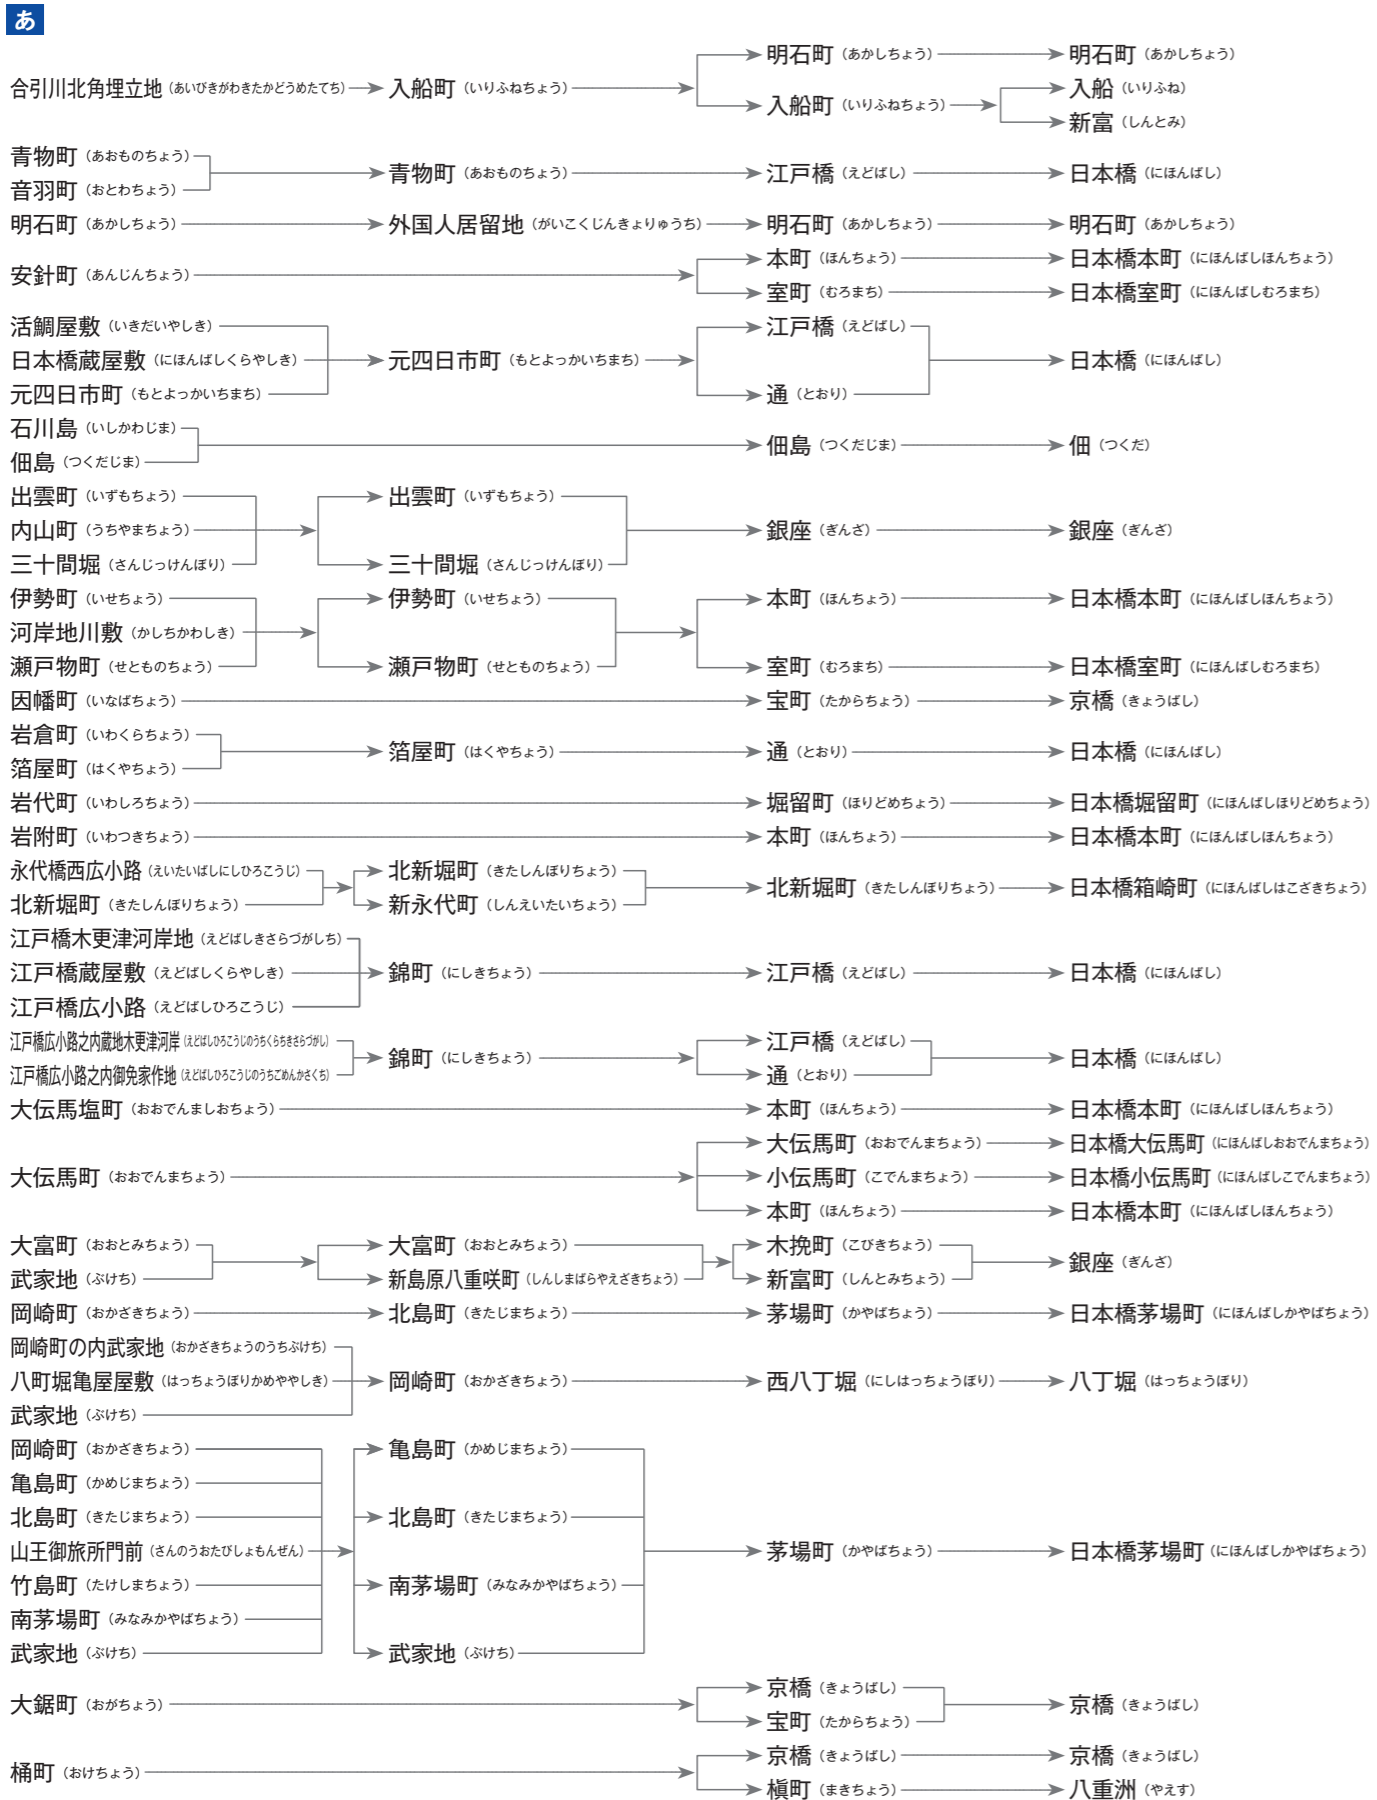 あ
明石町（あかしちょう） 明石町（あかしちょう）
合引川北角埋立地（あいびきがわきたかどうめたてち） 入船町（いりふねちょう） 入船（いりふね）
入船町（いりふねちょう）
新富（しんとみ）
青物町（あおものちょう）
青物町（あおものちょう） 江戸橋（えどばし） 日本橋（にほんばし）
音羽町（おとわちょう）
明石町（あかしちょう） 外国人居留地（がいこくじんきょりゅうち） 明石町（あかしちょう） 明石町（あかしちょう）
本町（ほんちょう） 日本橋本町（にほんばしほんちょう）
安針町（あんじんちょう）
室町（むろまち） 日本橋室町（にほんばしむろまち）
活鯛屋敷（いきだいやしき） 江戸橋（えどばし）
日本橋蔵屋敷（にほんばしくらやしき） 元四日市町（もとよっかいちまち） 日本橋（にほんばし）
元四日市町（もとよっかいちまち） 通（とおり）
石川島（いしかわじま）
佃島（つくだじま） 佃（つくだ）
佃島（つくだじま）
出雲町（いずもちょう） 出雲町（いずもちょう）
内山町（うちやまちょう） 銀座（ぎんざ） 銀座（ぎんざ）
三十間堀（さんじっけんぼり） 三十間堀（さんじっけんぼり）
伊勢町（いせちょう） 伊勢町（いせちょう） 本町（ほんちょう） 日本橋本町（にほんばしほんちょう）
河岸地川敷（かしちかわしき）
瀬戸物町（せとものちょう） 瀬戸物町（せとものちょう） 室町（むろまち） 日本橋室町（にほんばしむろまち）
因幡町（いなばちょう） 宝町（たからちょう） 京橋（きょうばし）
岩倉町（いわくらちょう）
箔屋町（はくやちょう） 通（とおり） 日本橋（にほんばし）
箔屋町（はくやちょう）
岩代町（いわしろちょう） 堀留町（ほりどめちょう） 日本橋堀留町（にほんばしほりどめちょう）
岩附町（いわつきちょう） 本町（ほんちょう） 日本橋本町（にほんばしほんちょう）
永代橋西広小路（えいたいばしにしひろこうじ） 北新堀町（きたしんぼりちょう）
北新堀町（きたしんぼりちょう） 日本橋箱崎町（にほんばしはこざきちょう）
北新堀町（きたしんぼりちょう） 新永代町（しんえいたいちょう）
江戸橋木更津河岸地（えどばしきさらづがしち）
江戸橋蔵屋敷（えどばしくらやしき） 錦町（にしきちょう） 江戸橋（えどばし） 日本橋（にほんばし）
江戸橋広小路（えどばしひろこうじ）
江戸橋広小路之内蔵地木更津河岸（えどばしひろこうじのうちくらちきさらづがし） 江戸橋（えどばし）
錦町（にしきちょう） 日本橋（にほんばし）
江戸橋広小路之内御免家作地（えどばしひろこうじのうちごめんかさくち） 通（とおり）
大伝馬塩町（おおでんましおちょう） 本町（ほんちょう） 日本橋本町（にほんばしほんちょう）
大伝馬町（おおでんまちょう） 日本橋大伝馬町（にほんばしおおでんまちょう）
大伝馬町（おおでんまちょう） 小伝馬町（こでんまちょう） 日本橋小伝馬町（にほんばしこでんまちょう）
本町（ほんちょう） 日本橋本町（にほんばしほんちょう）
大富町（おおとみちょう） 大富町（おおとみちょう） 木挽町（こびきちょう）
銀座（ぎんざ）
武家地（ぶけち） 新島原八重咲町（しんしまばらやえざきちょう） 新富町（しんとみちょう）
岡崎町（おかざきちょう） 北島町（きたじまちょう） 茅場町（かやばちょう） 日本橋茅場町（にほんばしかやばちょう）
岡崎町の内武家地（おかざきちょうのうちぶけち）
八町堀亀屋屋敷（はっちょうぼりかめややしき） 岡崎町（おかざきちょう） 西八丁堀（にしはっちょうぼり） 八丁堀（はっちょうぼり）
武家地（ぶけち）
岡崎町（おかざきちょう） 亀島町（かめじまちょう）
亀島町（かめじまちょう）
北島町（きたじまちょう） 北島町（きたじまちょう）
山王御旅所門前（さんのうおたびしょもんぜん） 茅場町（かやばちょう） 日本橋茅場町（にほんばしかやばちょう）
竹島町（たけしまちょう） 南茅場町（みなみかやばちょう）
南茅場町（みなみかやばちょう）
武家地（ぶけち） 武家地（ぶけち）
京橋（きょうばし）
大鋸町（おがちょう） 京橋（きょうばし）
宝町（たからちょう）
京橋（きょうばし） 京橋（きょうばし）
桶町（おけちょう）
槇町（まきちょう） 八重洲（やえす）